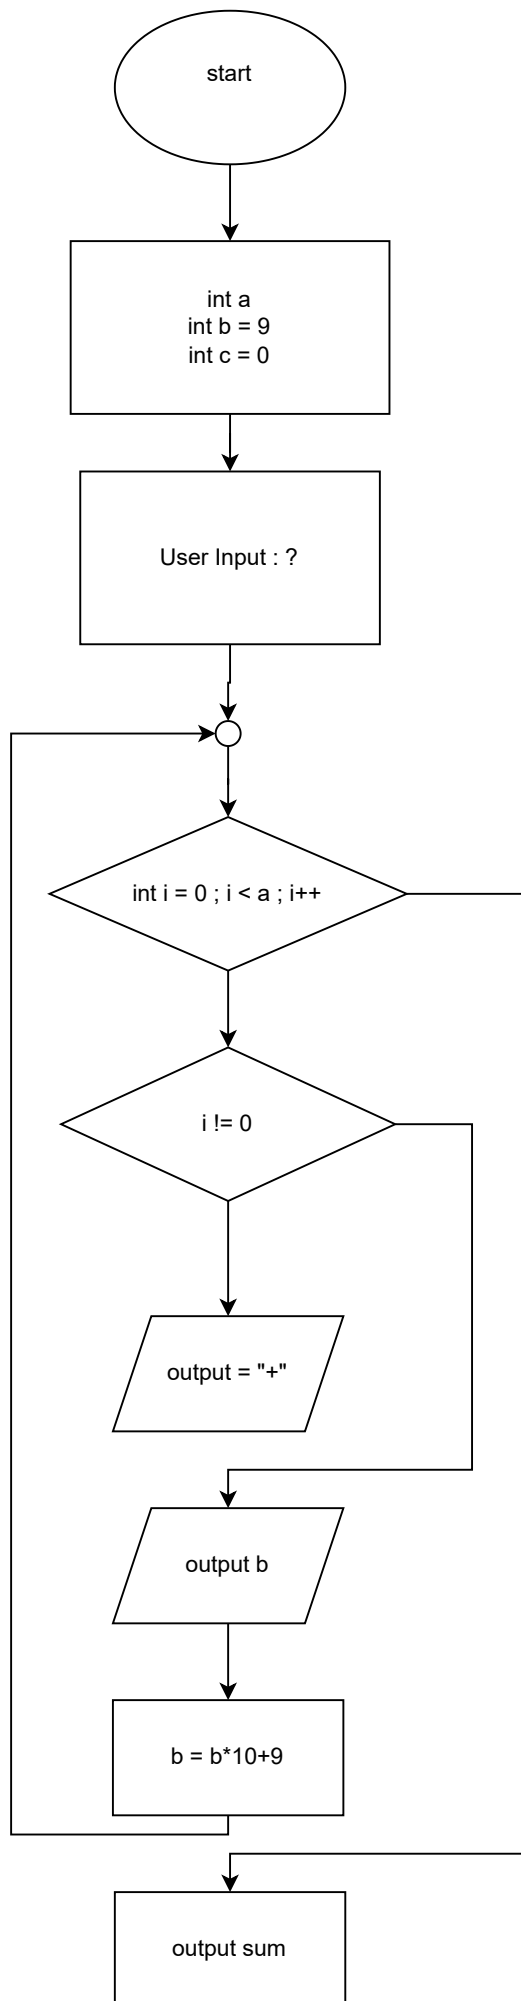 start
int a
int b = 9
int c = 0
User Input : ?
int i = 0 ; i < a ; i++
i != 0
output = "+"
output b
b = b*10+9
output sum